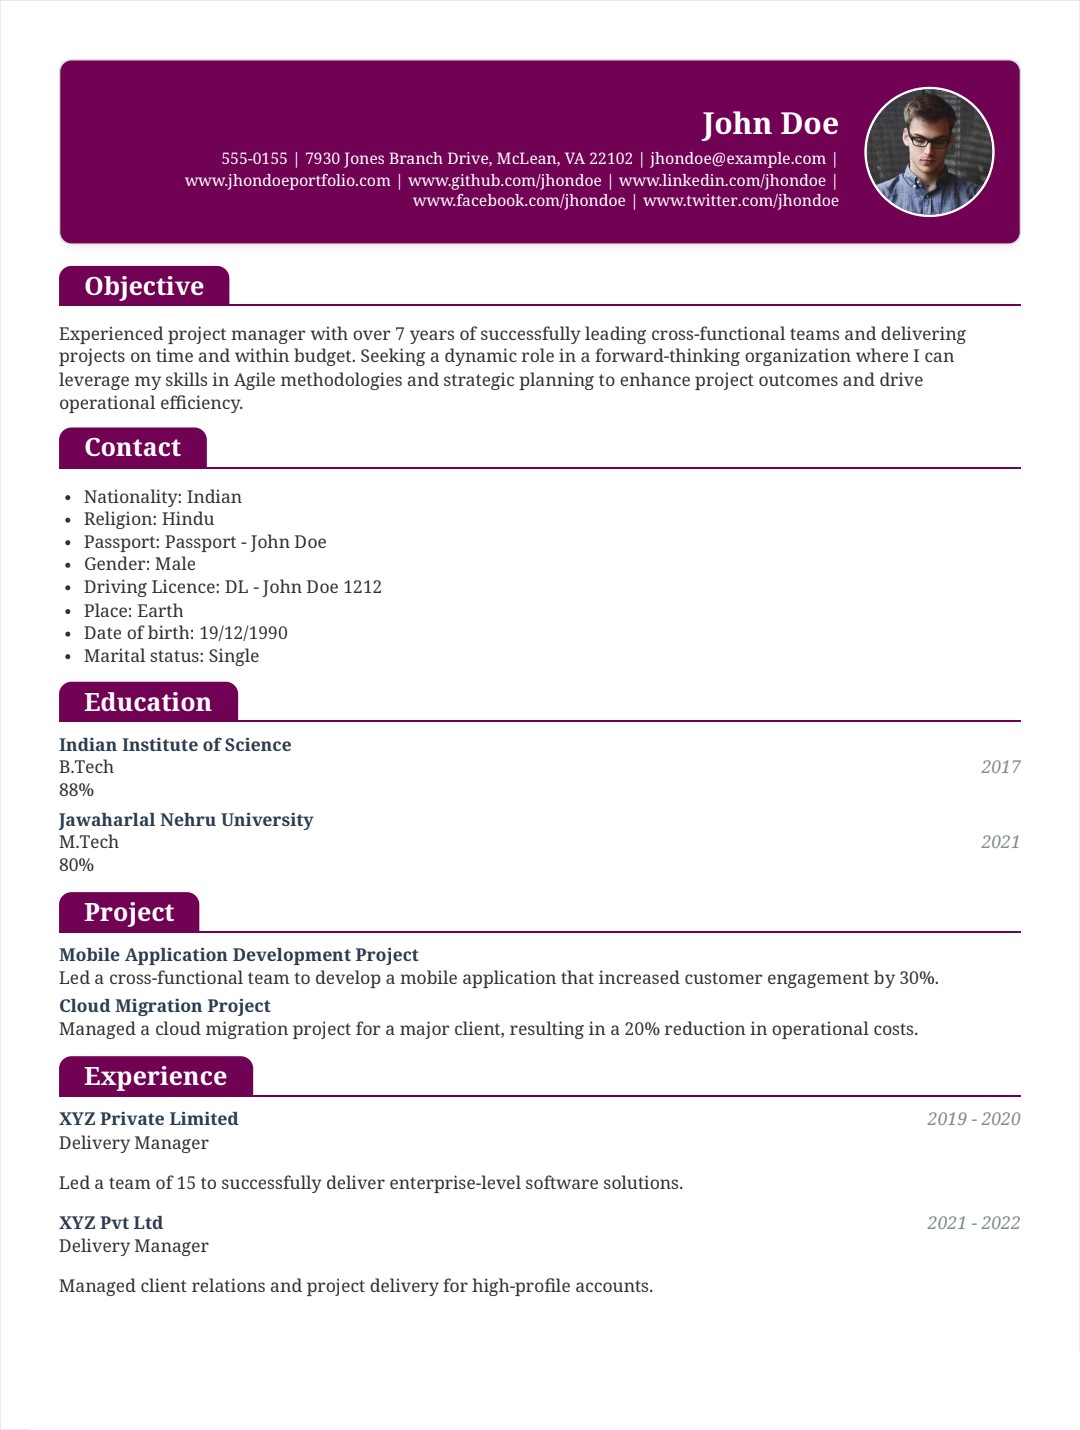 John Doe
555-0155 | 7930 Jones Branch Drive, McLean, VA 22102 | jhondoe@example.com |
www.jhondoeportfolio.com | www.github.com/jhondoe | www.linkedin.com/jhondoe |
www.facebook.com/jhondoe | www.twitter.com/jhondoe
Objective
Experienced project manager with over 7 years of successfully leading cross-functional teams and delivering
projects on time and within budget. Seeking a dynamic role in a forward-thinking organization where I can
leverage my skills in Agile methodologies and strategic planning to enhance project outcomes and drive
operational efficiency.
Contact
• Nationality: Indian
• Religion: Hindu
• Passport: Passport - John Doe
• Gender: Male
• Driving Licence: DL - John Doe 1212
• Place: Earth
• Date of birth: 19/12/1990
• Marital status: Single
Education
Indian Institute of Science
B.Tech 2017
88%
Jawaharlal Nehru University
M.Tech 2021
80%
Project
Mobile Application Development Project
Led a cross-functional team to develop a mobile application that increased customer engagement by 30%.
Cloud Migration Project
Managed a cloud migration project for a major client, resulting in a 20% reduction in operational costs.
Experience
XYZ Private Limited 2019 - 2020
Delivery Manager
Led a team of 15 to successfully deliver enterprise-level software solutions.
XYZ Pvt Ltd 2021 - 2022
Delivery Manager
Managed client relations and project delivery for high-profile accounts.